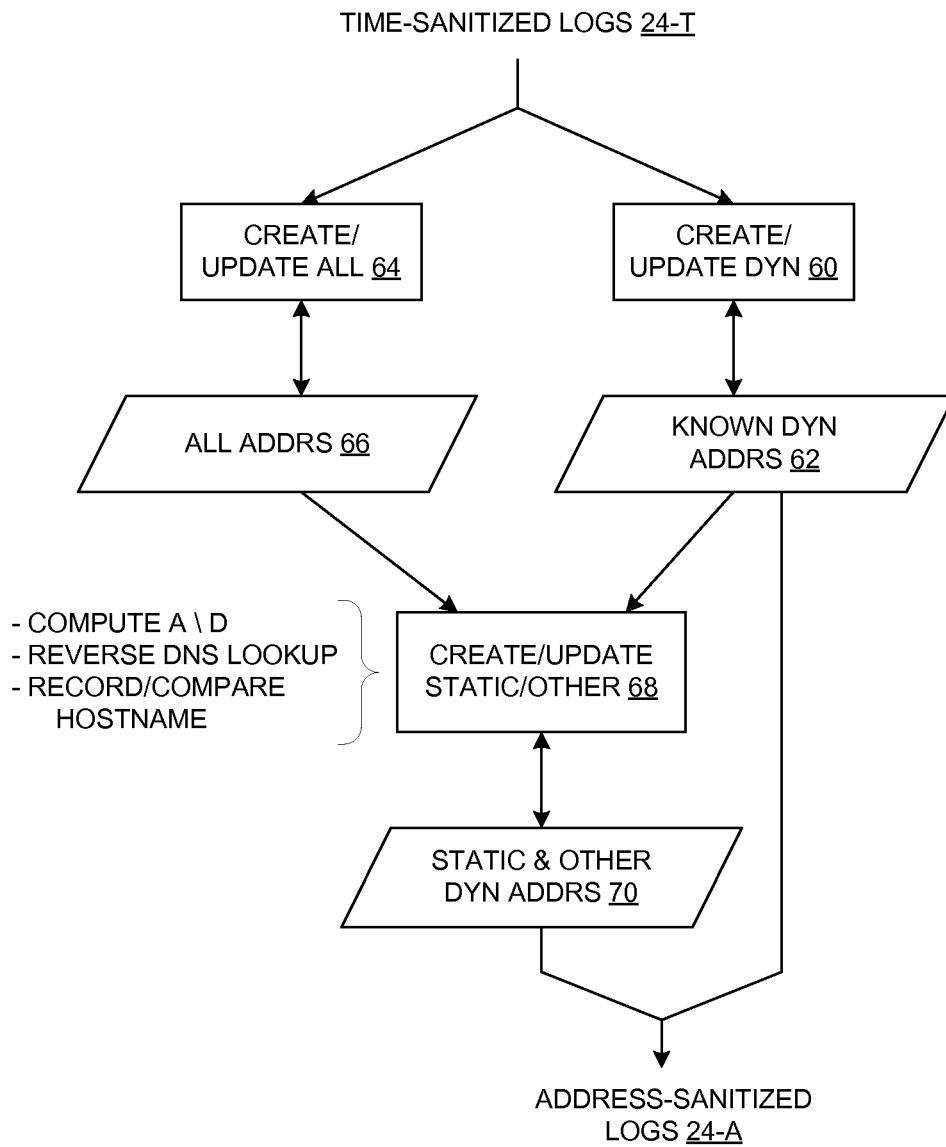 TIME-SANITIZED LOGS 24-T
CREATE/
UPDATE ALL 64
CREATE/
UPDATE DYN 60
ALL ADDRS 66
KNOWN DYN
ADDRS 62
- COMPUTE A \ D
- REVERSE DNS LOOKUP
- RECORD/COMPARE
HOSTNAME
CREATE/UPDATE
STATIC/OTHER 68
STATIC & OTHER
DYN ADDRS 70
ADDRESS-SANITIZED
LOGS 24-A